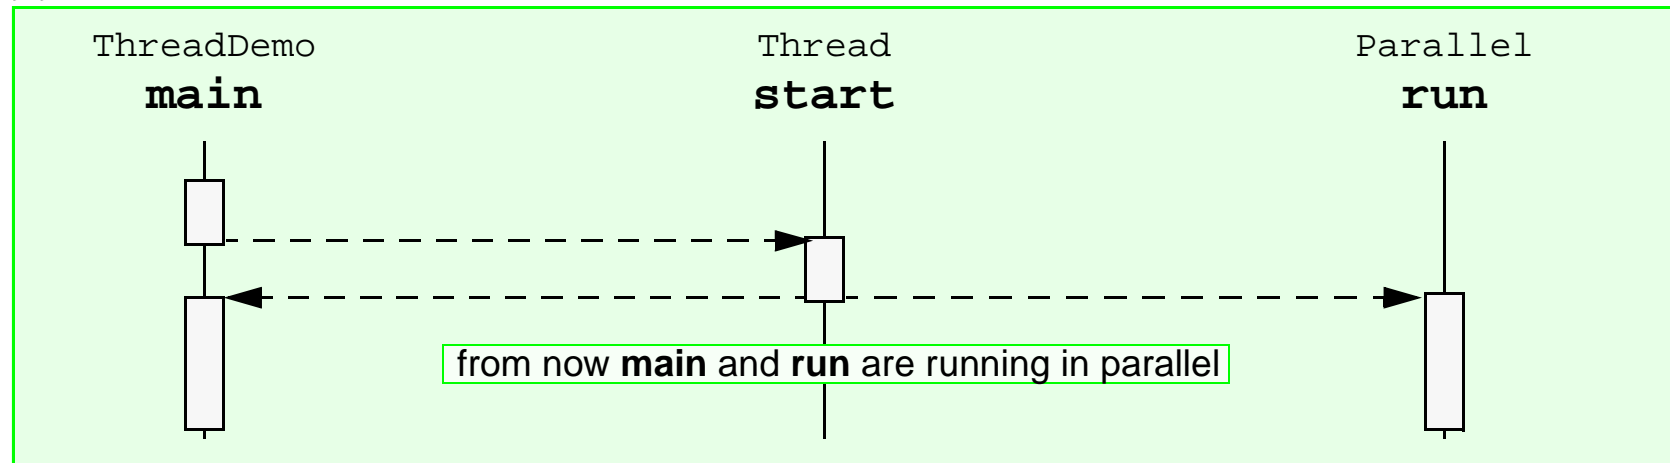 ThreadDemo Thread Parallel
main start run
from now main and run are running in parallel